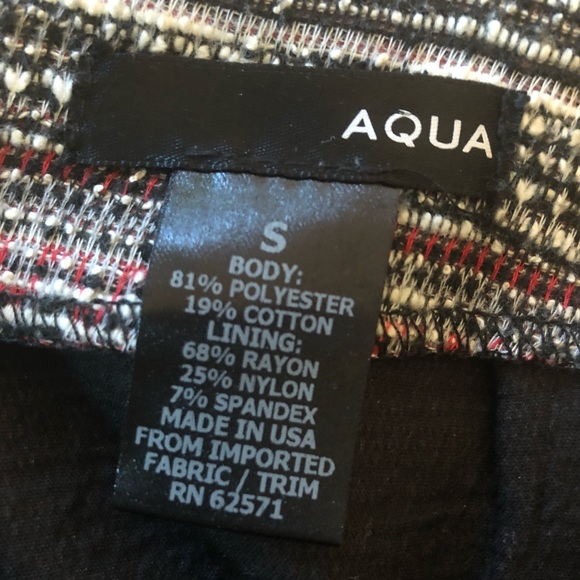 AQUA
S
BODY:
81% POLYESTER
19% COTTON
LINING:
68% RAYON
25% NYLON
7% SPANDEX
MADE IN USA
FROM IMPORTED
FABRIC / TRIM
RN 62571